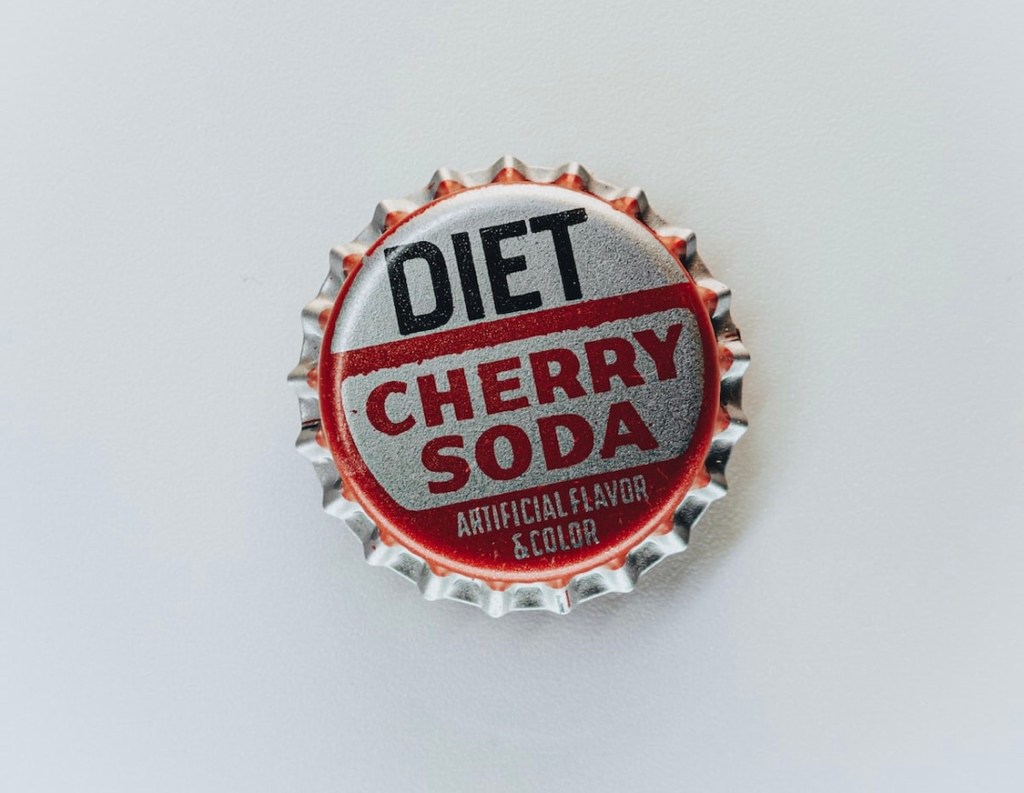 DIET
CHERRY
SODA
ARTIFICIAL FLAVOR
& COLOR